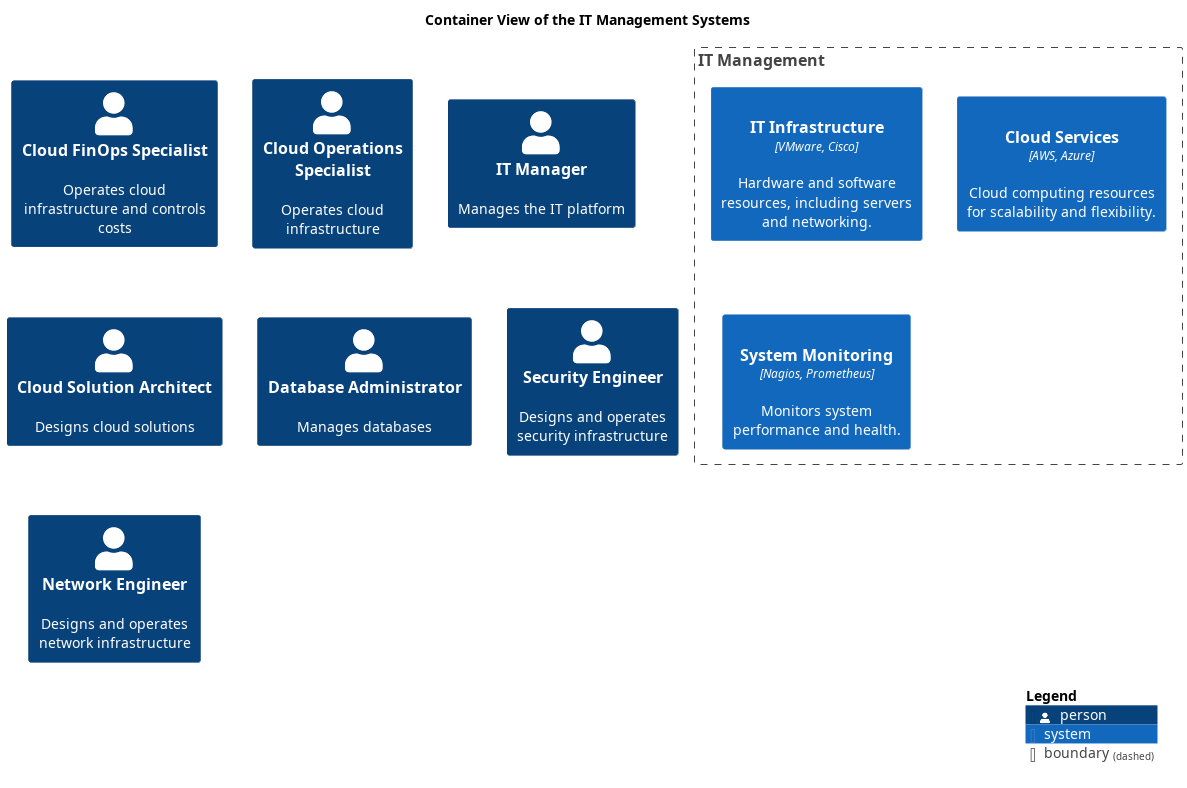 Container View of the IT Management Systems
Cloud FinOps Specialist
Operates cloud
infrastructure and controls
costs
Cloud Operations
Specialist
Operates cloud
infrastructure
IT Manager
Manages the IT platform
IT Management
IT Infrastructure
[VMware, Cisco]
Hardware and software
resources, including servers
and networking.
Cloud Services
[AWS, Azure]
Cloud computing resources
for scalability and flexibility.
Cloud Solution Architect
Designs cloud solutions
Database Administrator
Manages databases
Security Engineer
Designs and operates
security infrastructure
System Monitoring
[Nagios, Prometheus]
Monitors system
performance and health.
Network Engineer
Designs and operates
network infrastructure
Legend
person
system
boundary (dashed)